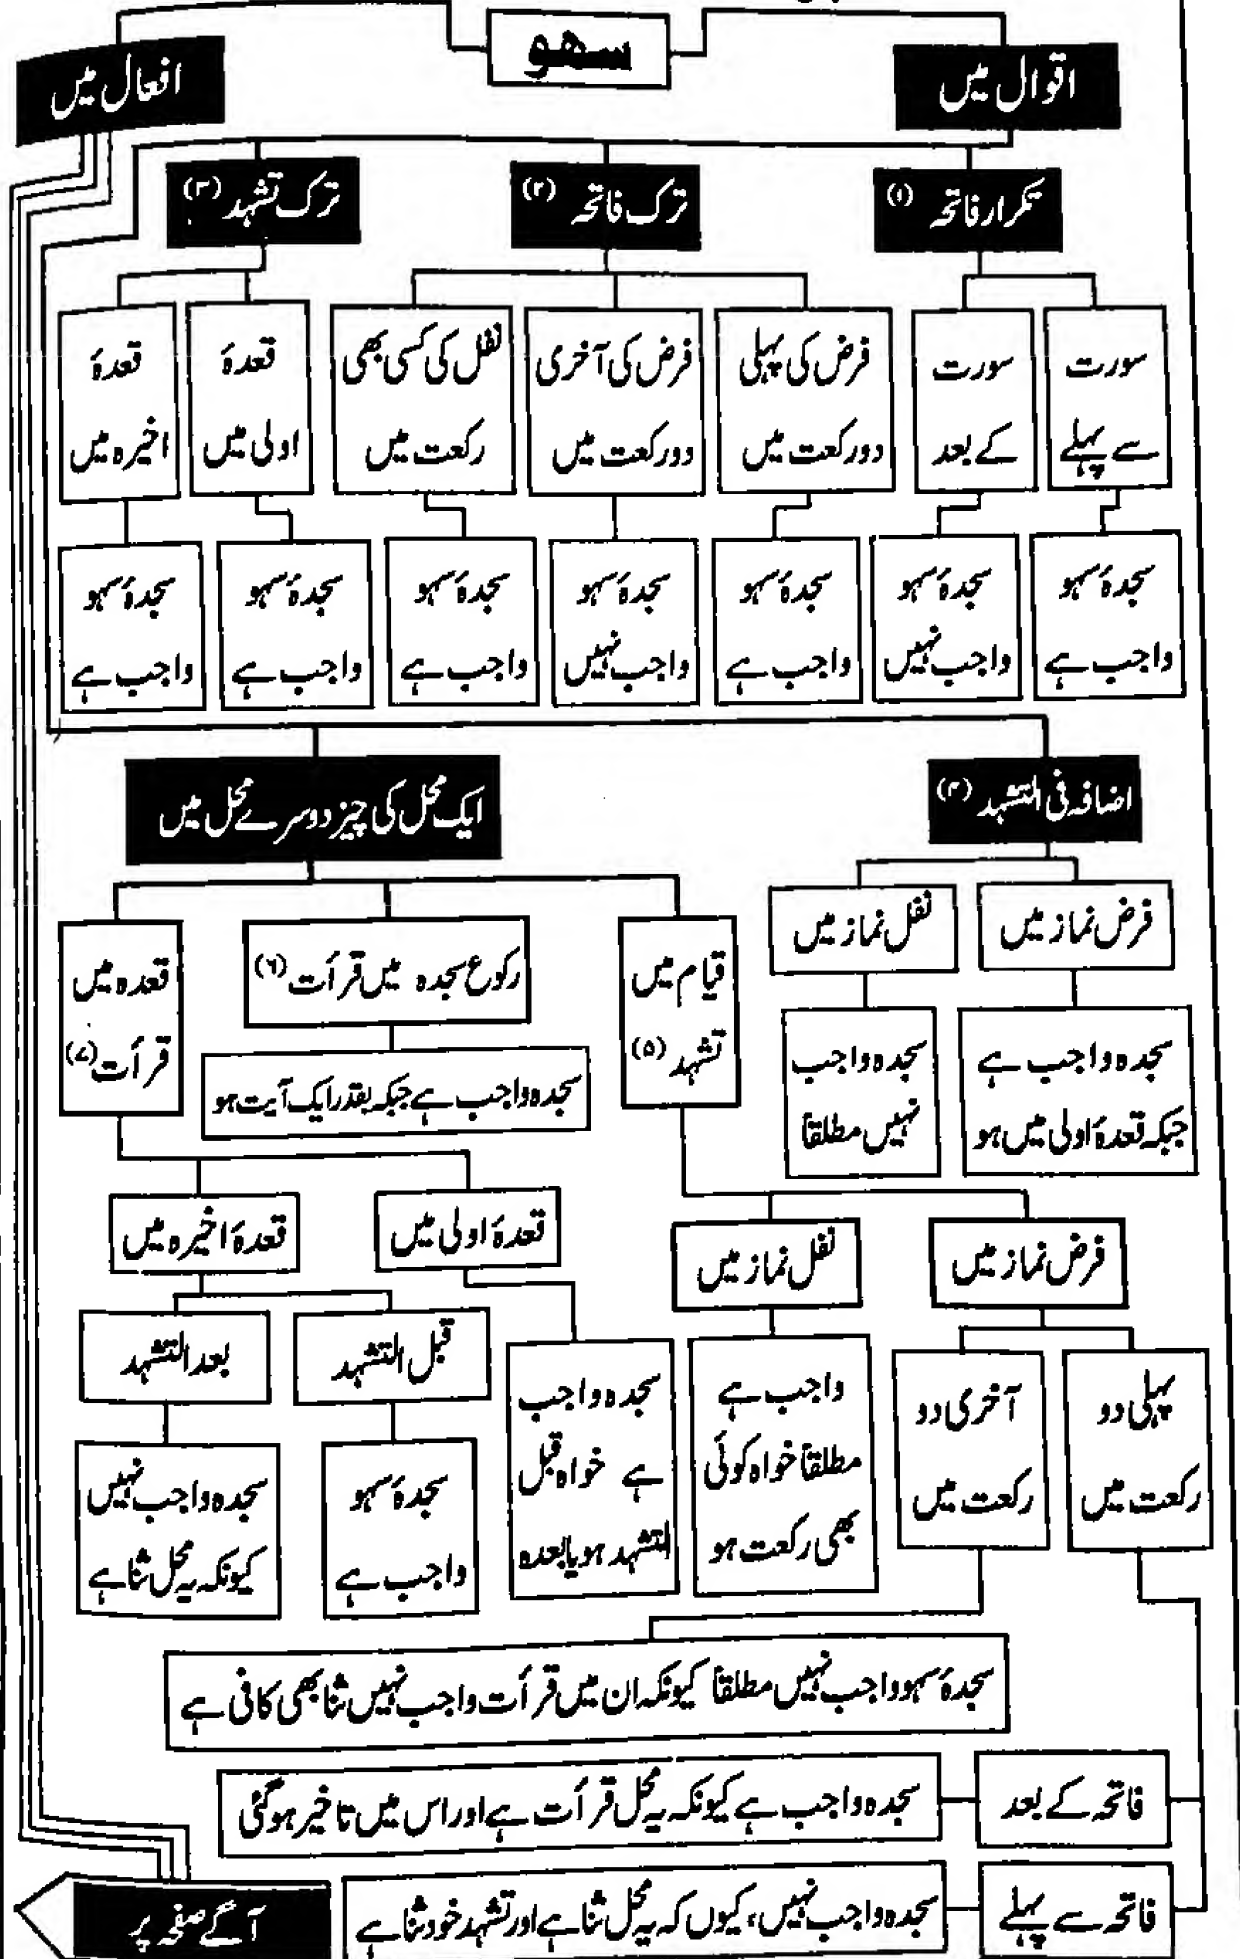 سهو
اقوال میں
افعال میں
تکرار فاتحہ (۱)
ترک فاتحہ (۲)
ترک تشہد (۳)
سورت
سے پہلے
سورت
کے بعد
فرض کی پہلی
دو رکعت میں
فرض کی آخری
دو رکعت میں
نفل کی کسی بھی
رکعت میں
قعدۂ
اولی میں
قعدۂ
اخیرہ میں
سجدۂ سہو
واجب ہے
سجدۂ سہو
واجب نہیں
سجدۂ سہو
واجب ہے
سجدۂ سہو
واجب نہیں
سجدۂ سہو
واجب ہے
سجدۂ سہو
واجب ہے
سجدۂ سہو
واجب ہے
اضافہ فی التشہد (۴)
ایک محل کی چیز دوسرے محل میں
فرض نماز میں
نفل نماز میں
سجدہ واجب ہے
جبکہ قعدۂ اولی میں ہو
سجدہ واجب
نہیں مطلقاً
قیام میں
تشہد (۵)
رکوع سجدہ میں قرأت (۶)
سجدہ واجب ہے جبکہ بقدر ایک آیت ہو
قعدہ میں
قرأت (۷)
فرض نماز میں
نفل نماز میں
قعدۂ اولی میں
قعدۂ اخیرہ میں
پہلی دو
رکعت میں
آخری دو
رکعت میں
واجب ہے
مطلقاً خواہ کوئی
بھی رکعت ہو
سجدہ واجب
ہے خواہ قبل
التشہد ہو یا بعدہ
قبل التشہد
بعد التشہد
سجدۂ سہو
واجب ہے
سجدہ واجب نہیں
کیونکہ یہ محل ثنا ہے
سجدۂ سہو واجب نہیں مطلقاً کیونکہ ان میں قرأت واجب نہیں ثنا بھی کافی ہے
فاتحہ کے بعد
سجدہ واجب ہے کیونکہ یہ محل قرأت ہے اور اس میں تاخیر ہوگئی
فاتحہ سے پہلے
سجدہ واجب نہیں، کیوں کہ یہ محل ثنا ہے اور تشہد خود ثنا ہے
آگے صفحہ پر